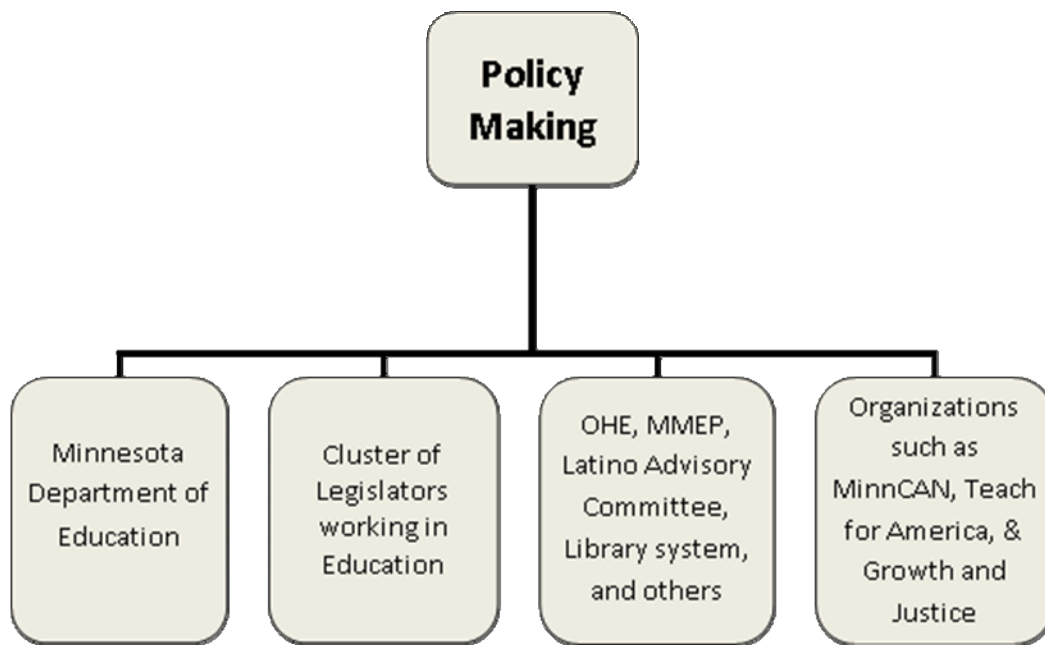 Policy
Making
Minnesota
Department of
Education
Cluster of
Legislators
working in
Education
OHE, MMEP,
Latino Advisory
Committee,
Library system,
and others
Organizations
such as
MinnCAN, Teach
for America, &
Growth and
Justice